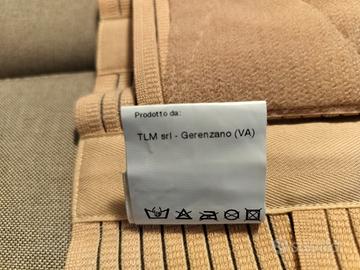 Prodotto da:
TLM srl - Gerenzano (VA)